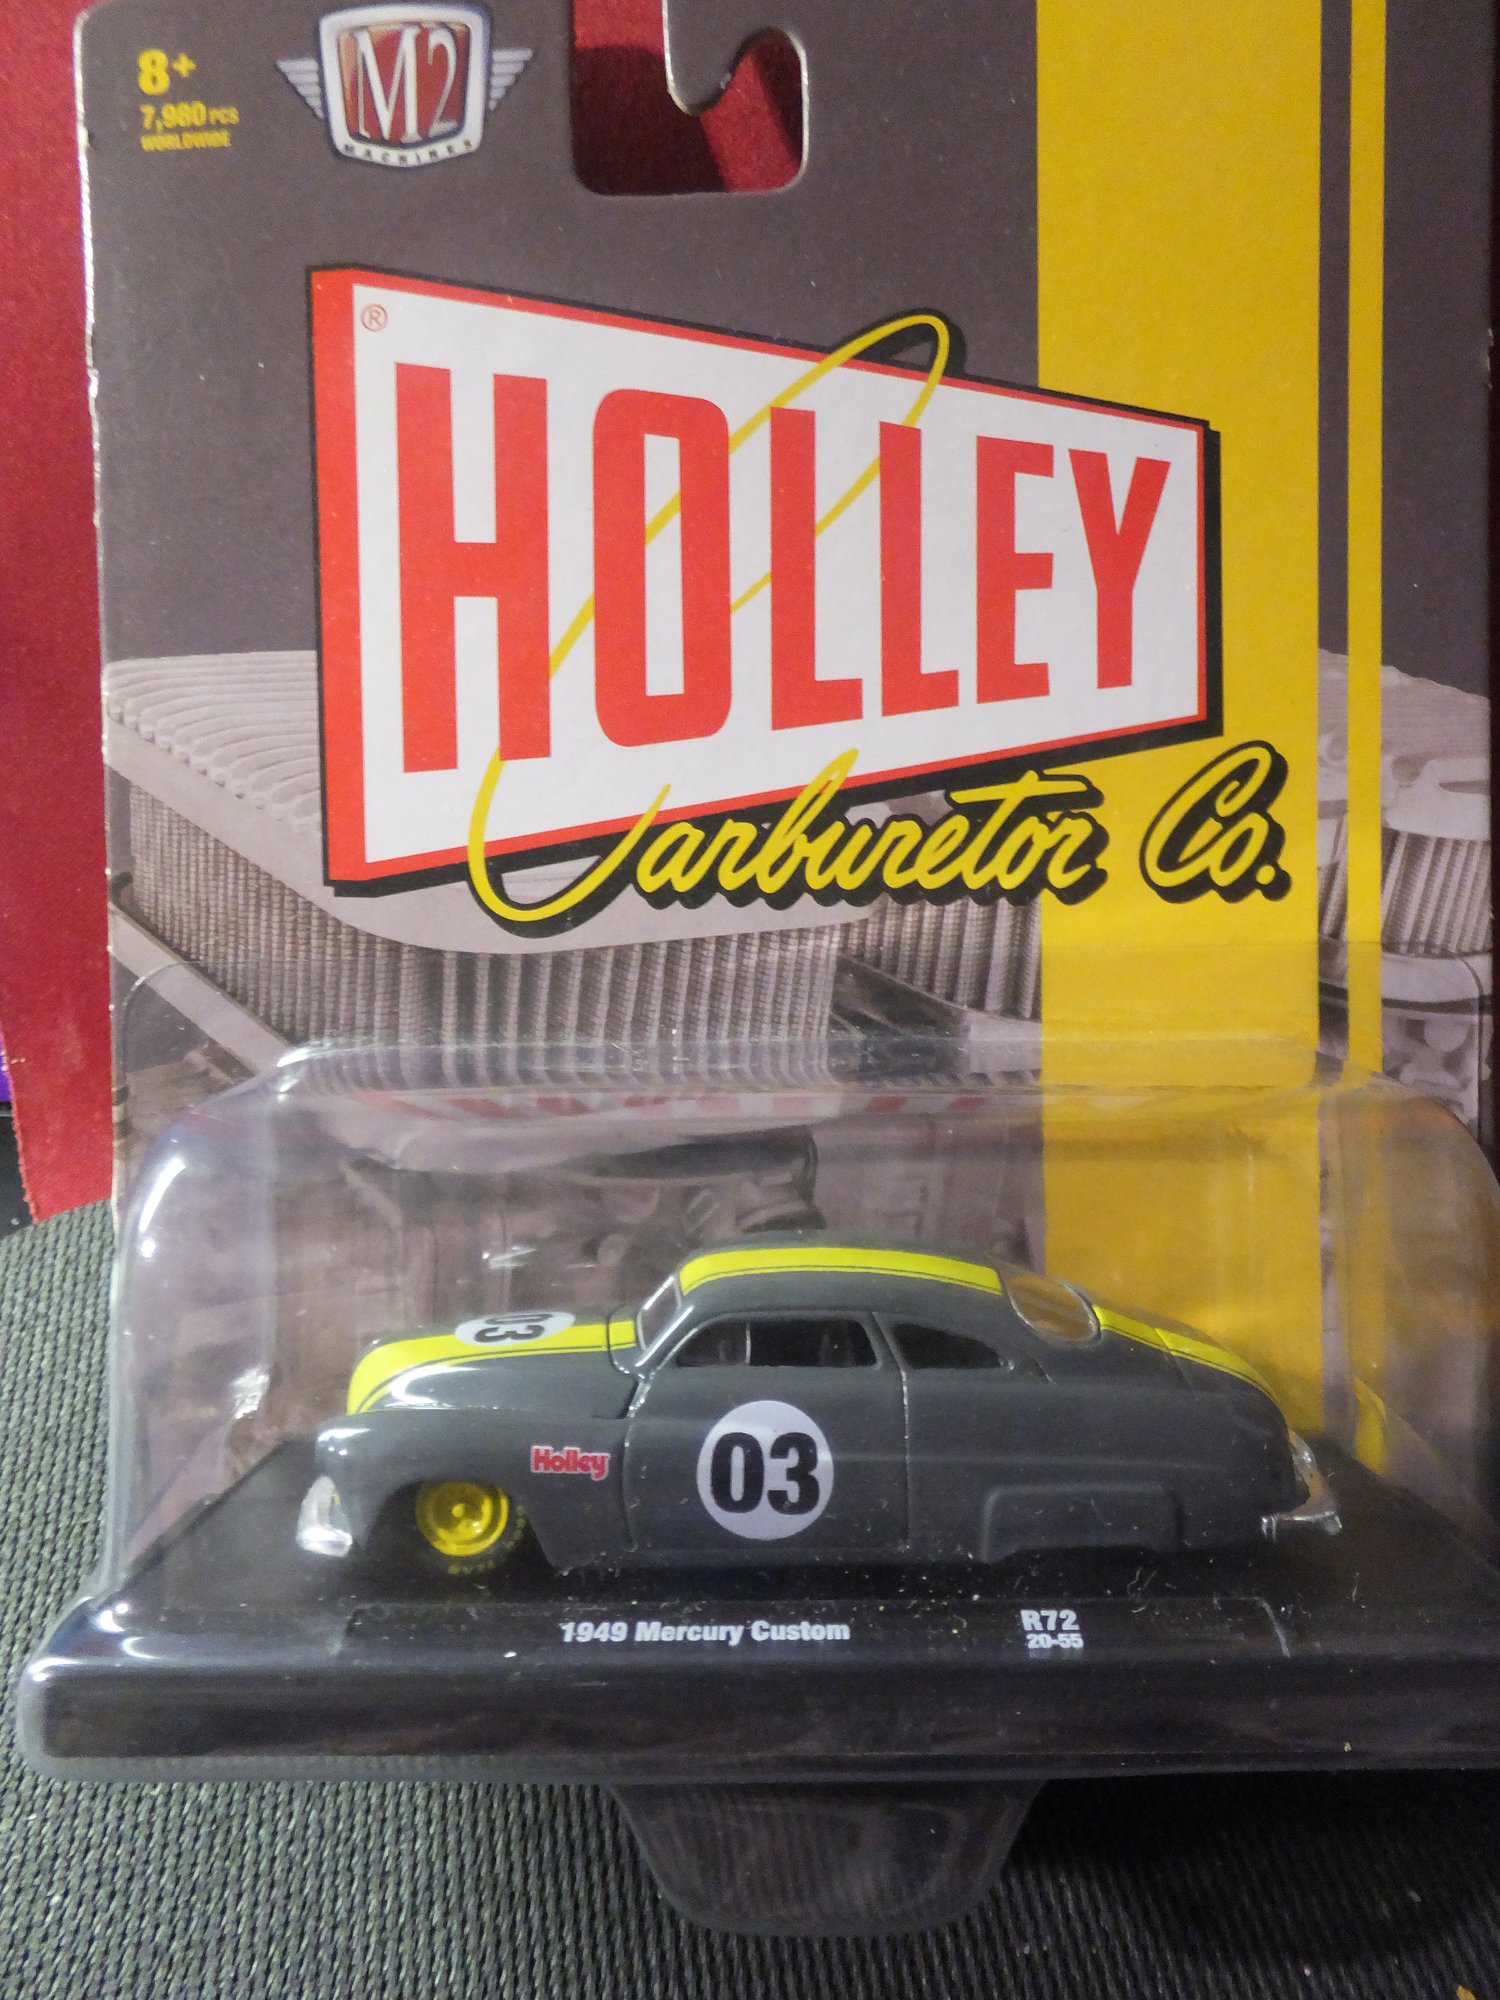 8+
7,980 PCS
WORLDWIDE
M2
MACHINES
®
HOLLEY
Carburetor Co.
03
Holley
03
1949 Mercury Custom
R72
20-55